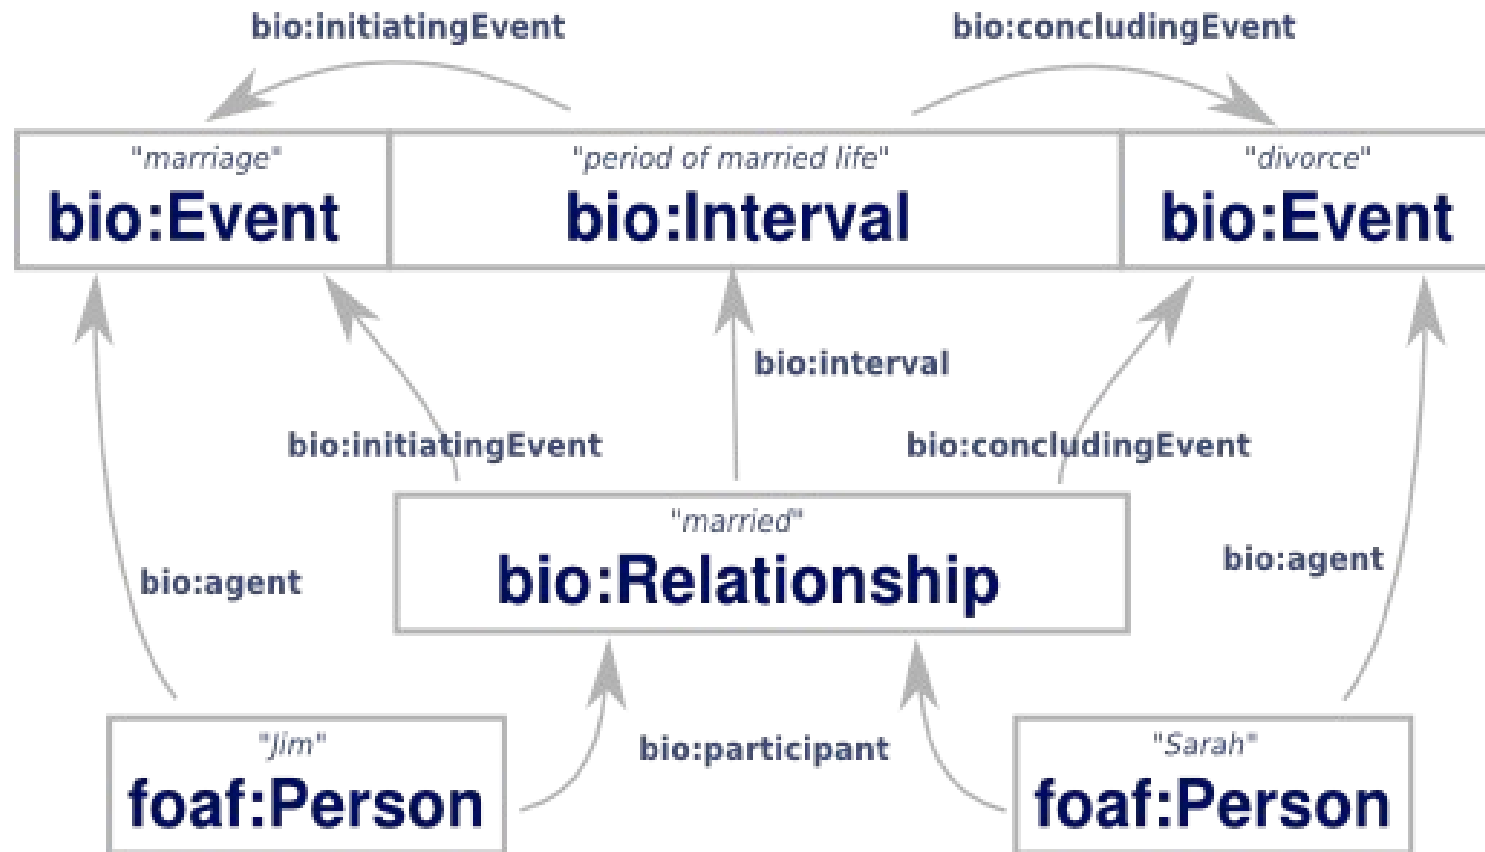 bio:initiatingEvent
bio:concludingEvent
"marriage"
bio:Event
"period of married life"
bio:Interval
"divorce"
bio:Event
bio:interval
bio:initiatingEvent
bio:concludingEvent
"married"
bio:Relationship
bio:agent
bio:agent
"Jim"
foaf:Person
bio:participant
"Sarah"
foaf:Person